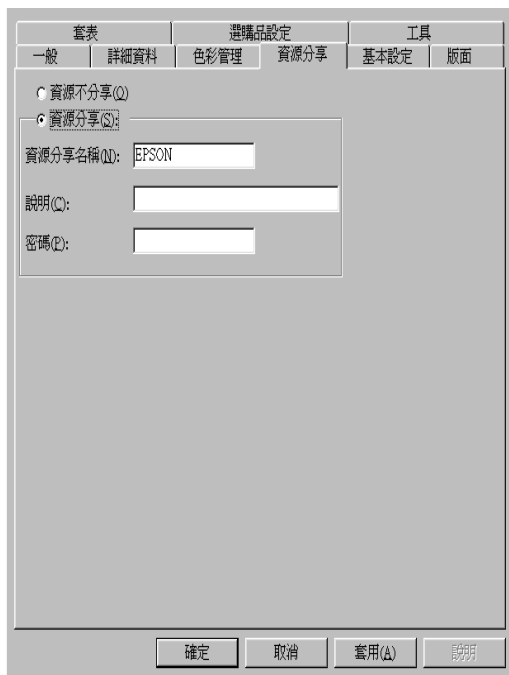 套表 選購品設定 工具
一般 詳細資料 色彩管理 資源分享 基本設定 版面
資源不分享(O)
資源分享(S):
資源分享名稱(N): EPSON
說明(C):
密碼(P):
確定 取消 套用(A) 說明